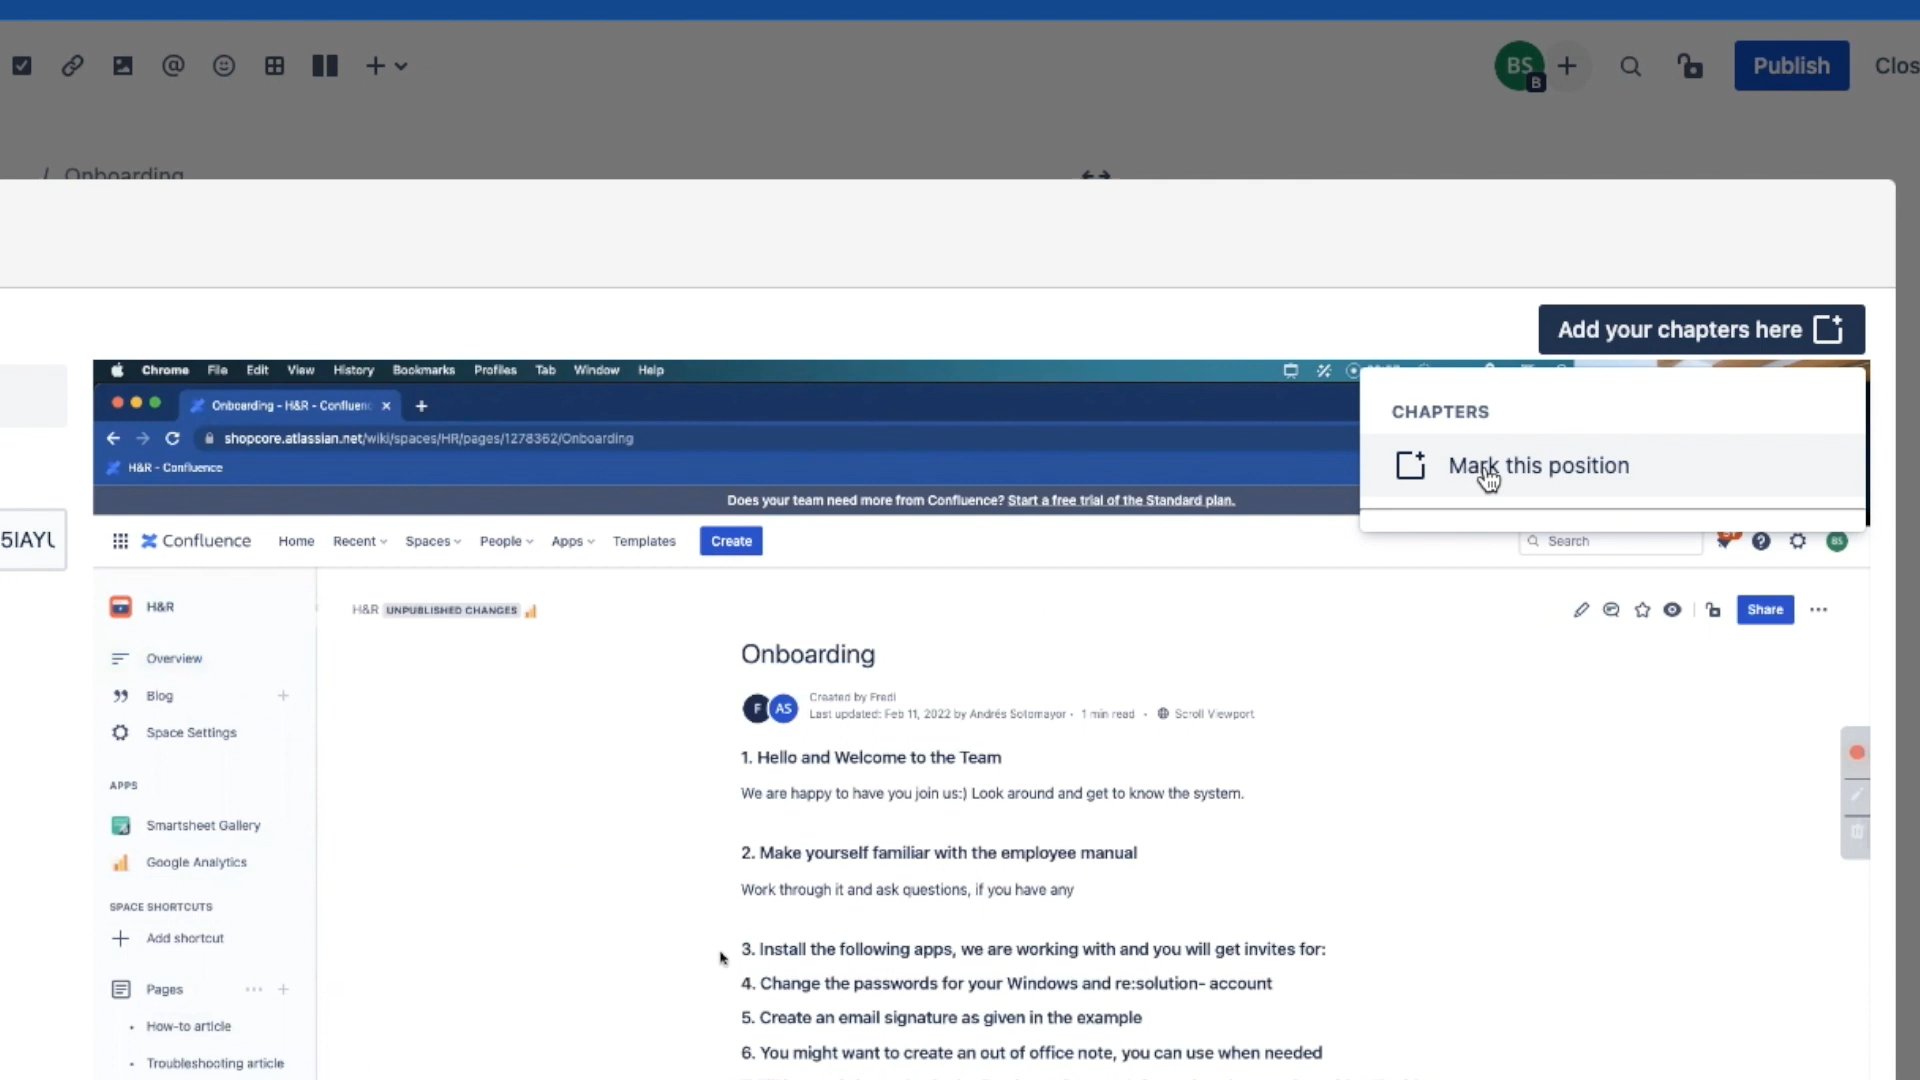 BS
B
Publish
Clos
/ Onboarding
Add your chapters here
Chrome File Edit View History Bookmarks Profiles Tab Window Help
Onboarding - H&R - Confluenc
shopcore.atlassian.net/wiki/spaces/HR/pages/1278362/Onboarding
H&R - Confluence
CHAPTERS
Mark this position
Does your team need more from Confluence? Start a free trial of the Standard plan.
5IAYU
Confluence Home Recent Spaces People Apps Templates Create Search BS
H&R
H&R UNPUBLISHED CHANGES
Share
Overview
Blog
Space Settings
APPS
Smartsheet Gallery
Google Analytics
SPACE SHORTCUTS
Add shortcut
Pages
• How-to article
• Troubleshooting article
Onboarding
F AS
Created by Fredi
Last updated: Feb 11, 2022 by Andrés Sotomayor • 1 min read • Scroll Viewport
1. Hello and Welcome to the Team
We are happy to have you join us:) Look around and get to know the system.
2. Make yourself familiar with the employee manual
Work through it and ask questions, if you have any
3. Install the following apps, we are working with and you will get invites for:
4. Change the passwords for your Windows and re:solution- account
5. Create an email signature as given in the example
6. You might want to create an out of office note, you can use when needed